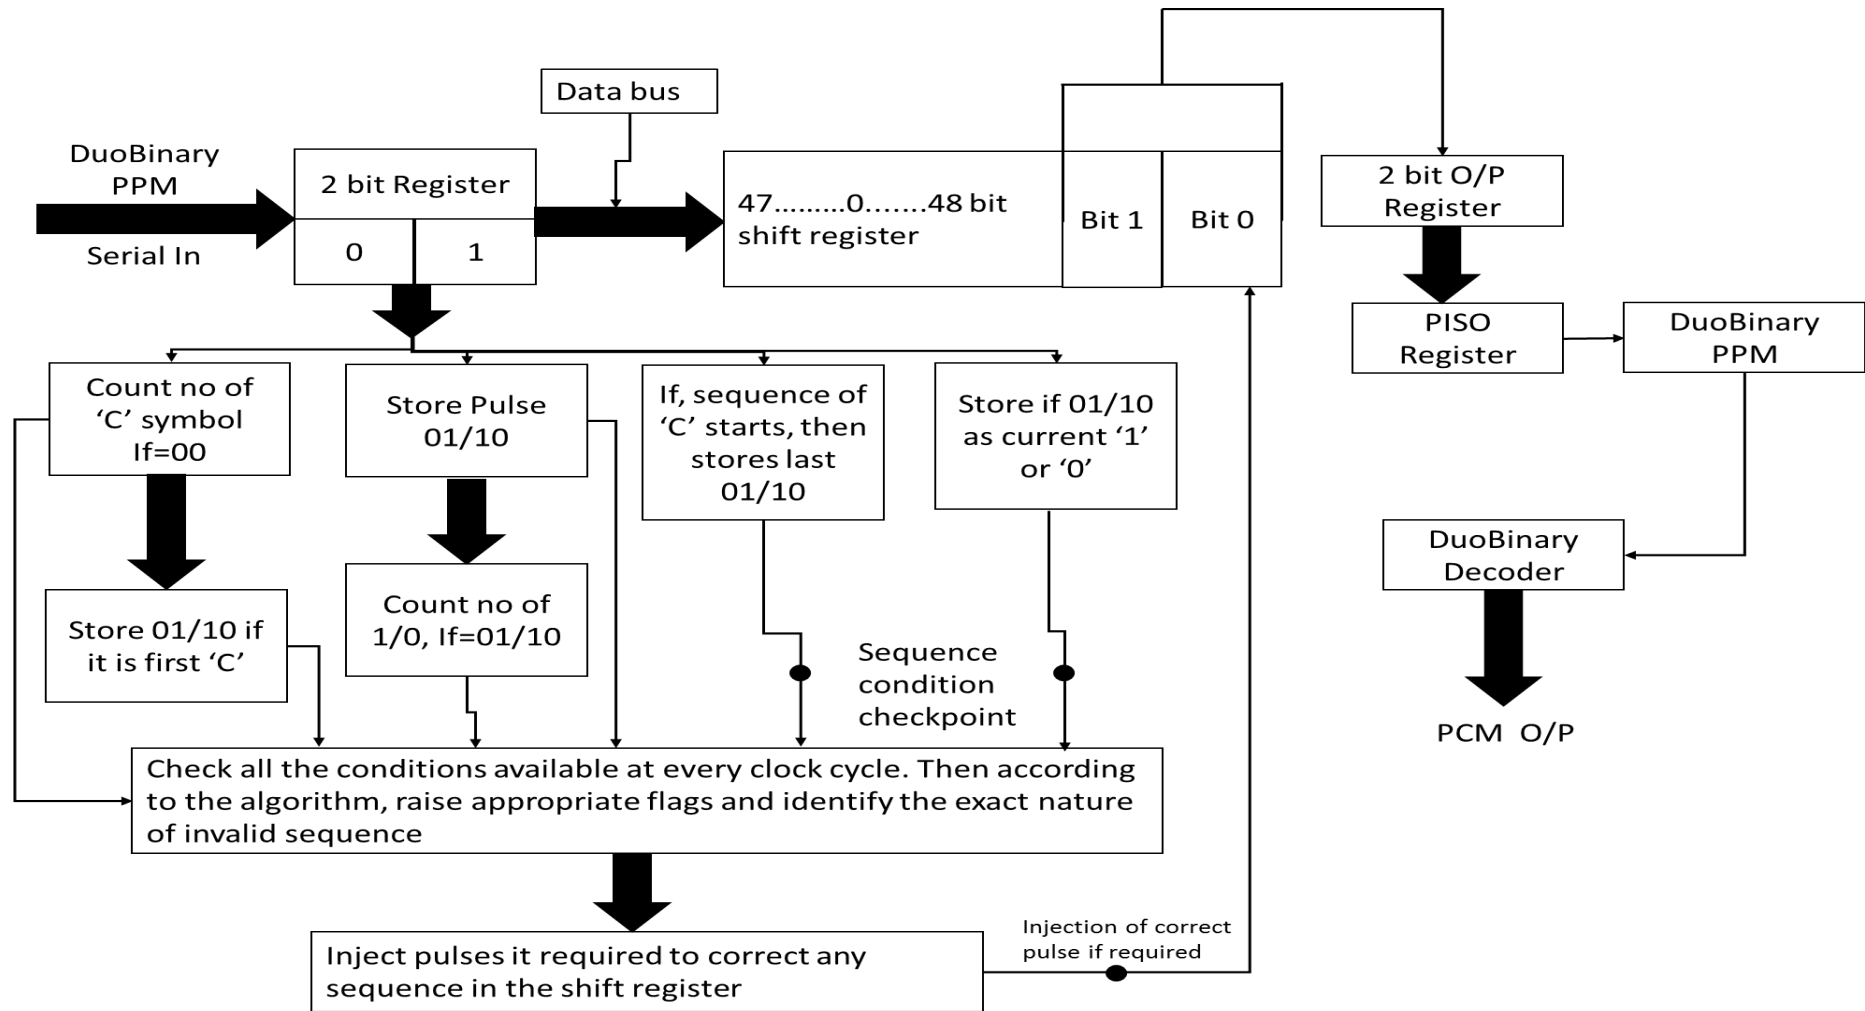 Data bus
DuoBinary
PPM
Serial In
2 bit Register
0
1
47.........0.......48 bit
shift register
Bit 1
Bit 0
2 bit O/P
Register
PISO
Register
DuoBinary
PPM
DuoBinary
Decoder
PCM O/P
Count no of
‘C’ symbol
If=00
Store Pulse
01/10
If, sequence of
‘C’ starts, then
stores last
01/10
Store if 01/10
as current ‘1’
or ‘0’
Store 01/10 if
it is first ‘C’
Count no of
1/0, If=01/10
Sequence
condition
checkpoint
Check all the conditions available at every clock cycle. Then according
to the algorithm, raise appropriate flags and identify the exact nature
of invalid sequence
Inject pulses it required to correct any
sequence in the shift register
Injection of correct
pulse if required